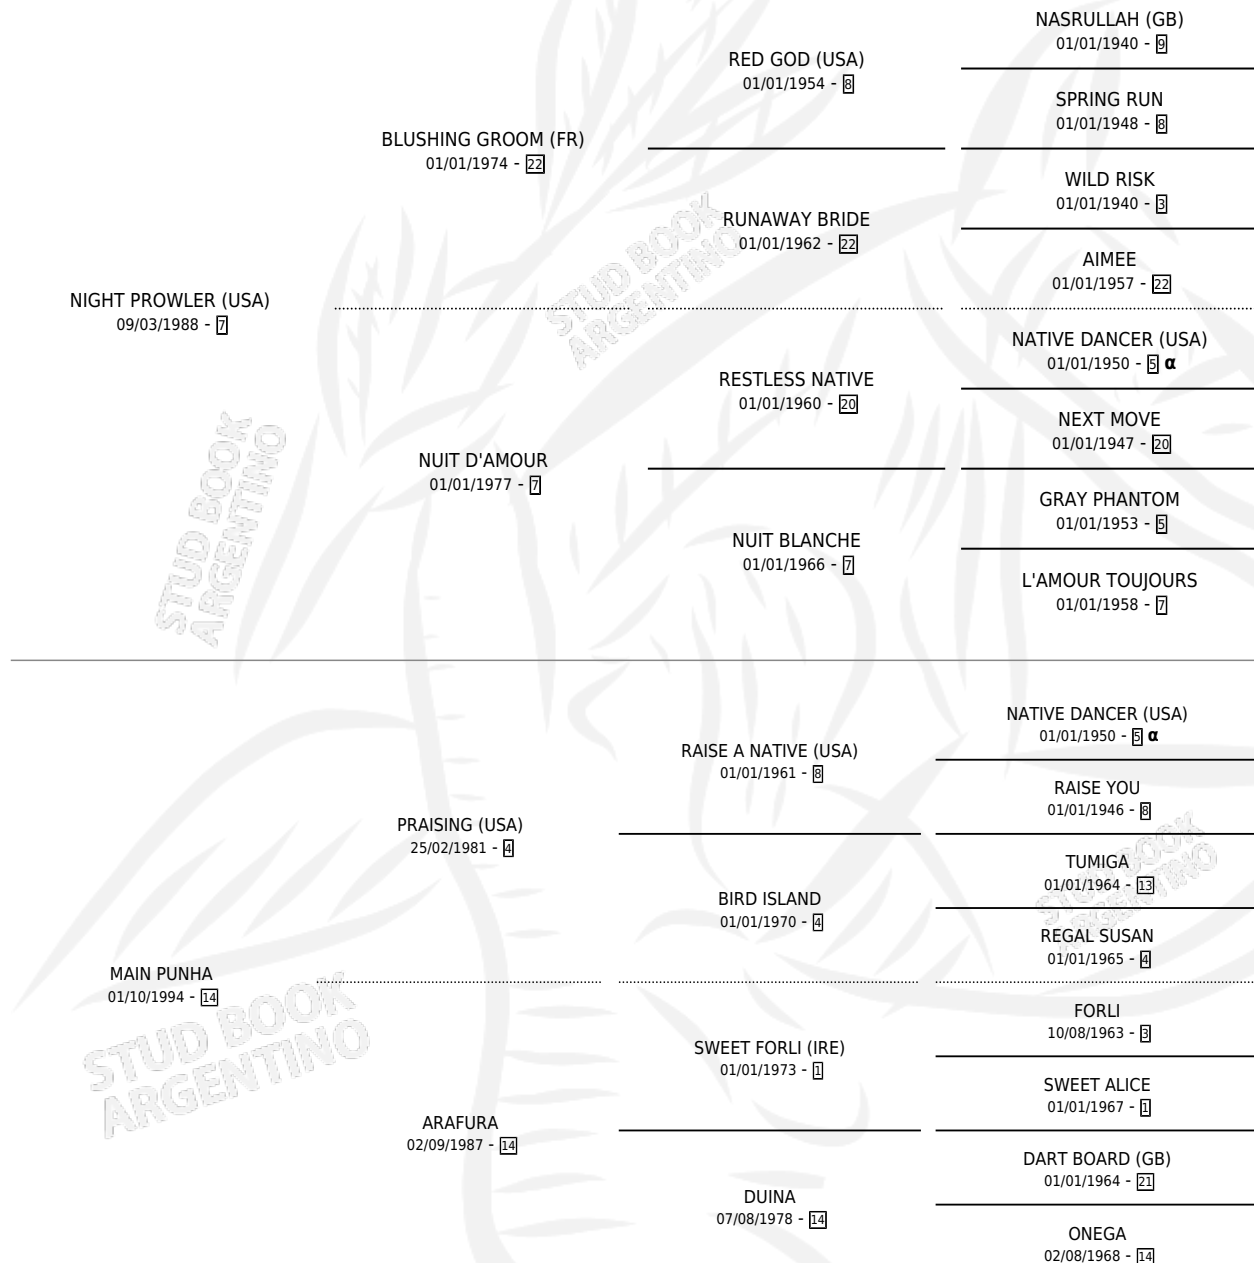 NIGHT PROWLER (USA)
09/03/1988 - 7
BLUSHING GROOM (FR)
01/01/1974 - 22
RED GOD (USA)
01/01/1954 - 8
NASRULLAH (GB)
01/01/1940 - 9
SPRING RUN
01/01/1948 - 8
RUNAWAY BRIDE
01/01/1962 - 22
WILD RISK
01/01/1940 - 3
AIMEE
01/01/1957 - 22
NUIT D'AMOUR
01/01/1977 - 7
RESTLESS NATIVE
01/01/1960 - 20
NATIVE DANCER (USA)
01/01/1950 - 5 α
NEXT MOVE
01/01/1947 - 20
NUIT BLANCHE
01/01/1966 - 7
GRAY PHANTOM
01/01/1953 - 5
L'AMOUR TOUJOURS
01/01/1958 - 7
MAIN PUNHA
01/10/1994 - 14
PRAISING (USA)
25/02/1981 - 4
RAISE A NATIVE (USA)
01/01/1961 - 8
NATIVE DANCER (USA)
01/01/1950 - 5 α
RAISE YOU
01/01/1946 - 8
BIRD ISLAND
01/01/1970 - 4
TUMIGA
01/01/1964 - 13
REGAL SUSAN
01/01/1965 - 4
ARAFURA
02/09/1987 - 14
SWEET FORLI (IRE)
01/01/1973 - 1
FORLI
10/08/1963 - 3
SWEET ALICE
01/01/1967 - 1
DUINA
07/08/1978 - 14
DART BOARD (GB)
01/01/1964 - 21
ONEGA
02/08/1968 - 14
STUD BOOK
ARGENTINO
STUD BOOK
ARGENTINO
STUD BOOK
ARGENTINO
STUD BOOK
ARGENTINO